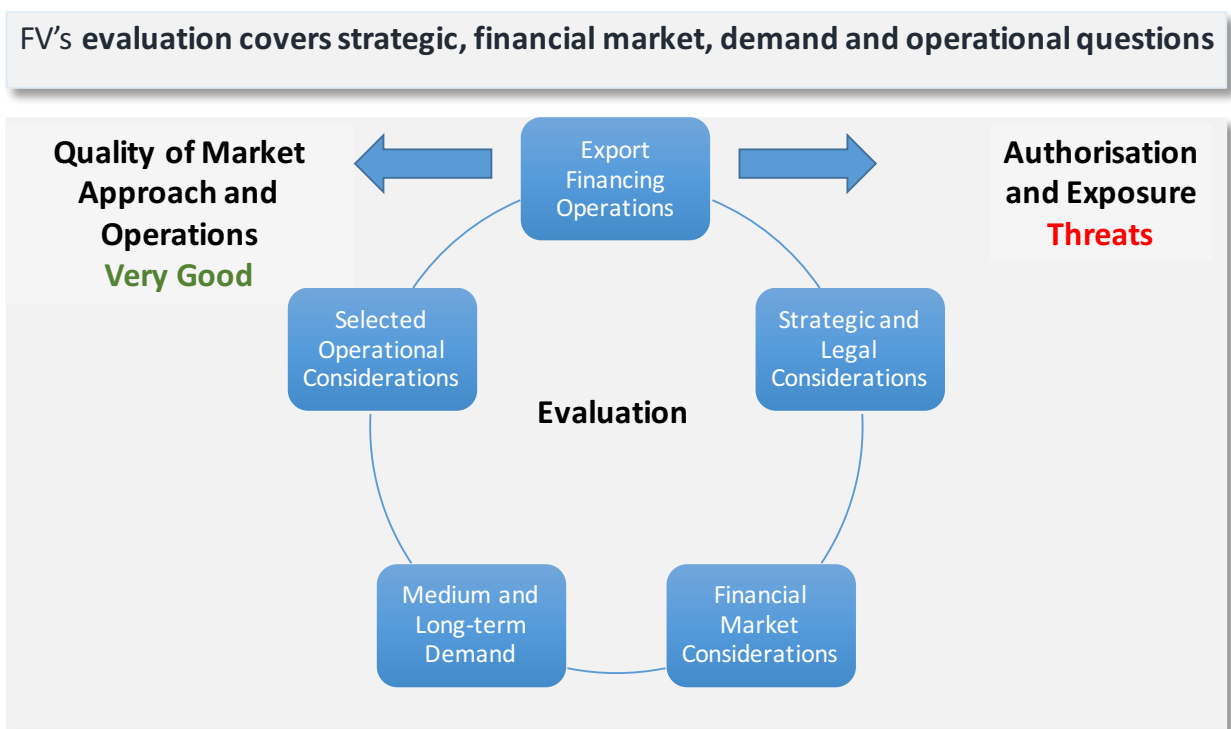 FV’s evaluation covers strategic, financial market, demand and operational questions
Quality of Market
Approach and
Operations
Very Good
Export
Financing
Operations
Authorisation
and Exposure
Threats
Selected
Operational
Considerations
Strategic and
Legal
Considerations
Evaluation
Medium and
Long-term
Demand
Financial
Market
Considerations